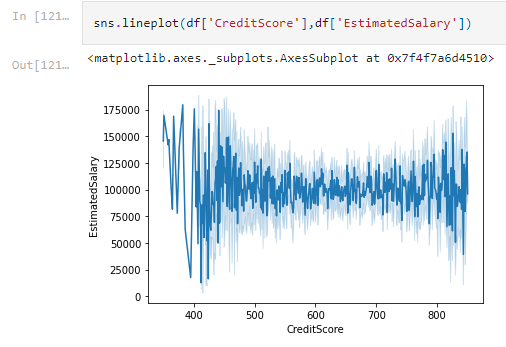 In [121…
sns.lineplot(df['CreditScore'],df['EstimatedSalary'])
Out[121…
<matplotlib.axes._subplots.AxesSubplot at 0x7f4f7a6d4510>
175000
150000
125000
100000
75000
50000
25000
0
EstimatedSalary
400 500 600 700 800
CreditScore